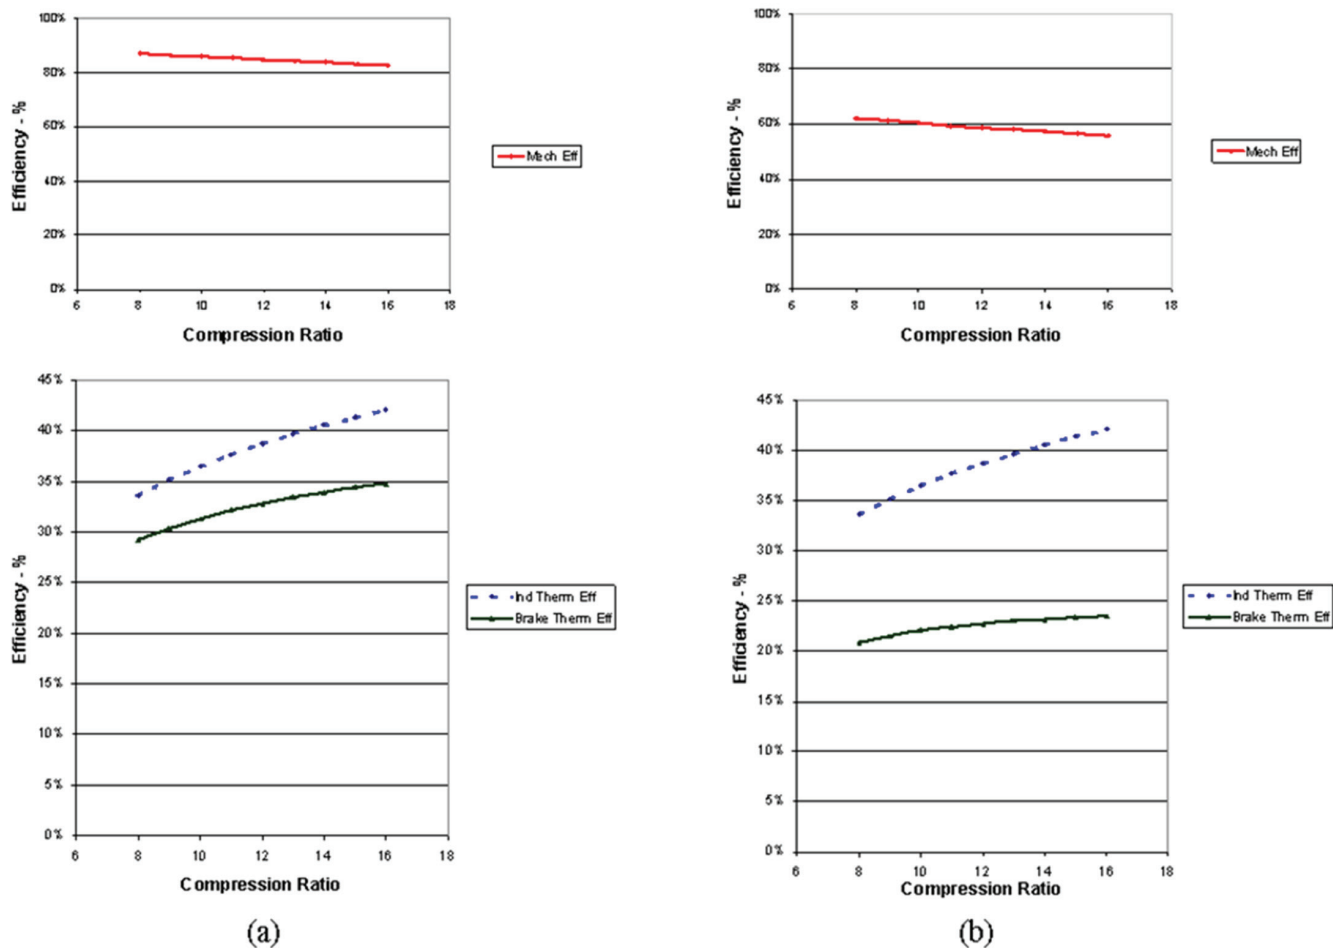 100%
80%
60%
40%
20%
0%
6 8 10 12 14 16 18
Efficiency - %
Compression Ratio
Mech Eff
100%
80%
60%
40%
20%
0%
6 8 10 12 14 16 18
Efficiency - %
Compression Ratio
Mech Eff
45%
40%
35%
30%
25%
20%
15%
10%
5%
0%
6 8 10 12 14 16 18
Efficiency - %
Compression Ratio
Ind Therm Eff
Brake Therm Eff
(a)
45%
40%
35%
30%
25%
20%
15%
10%
5%
0%
6 8 10 12 14 16 18
Efficiency - %
Compression Ratio
Ind Therm Eff
Brake Therm Eff
(b)